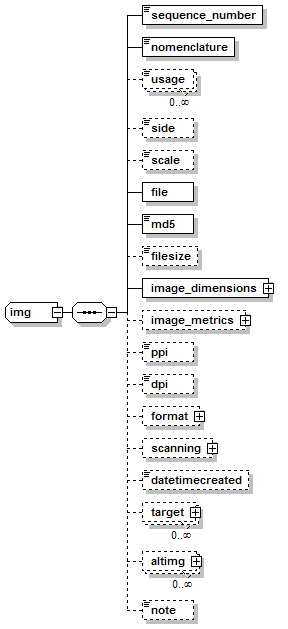 sequence_number
nomenclature
usage
0..∞
side
scale
file
md5
filesize
img
image_dimensions
image_metrics
ppi
dpi
format
scanning
datetimecreated
target
0..∞
altimg
0..∞
note